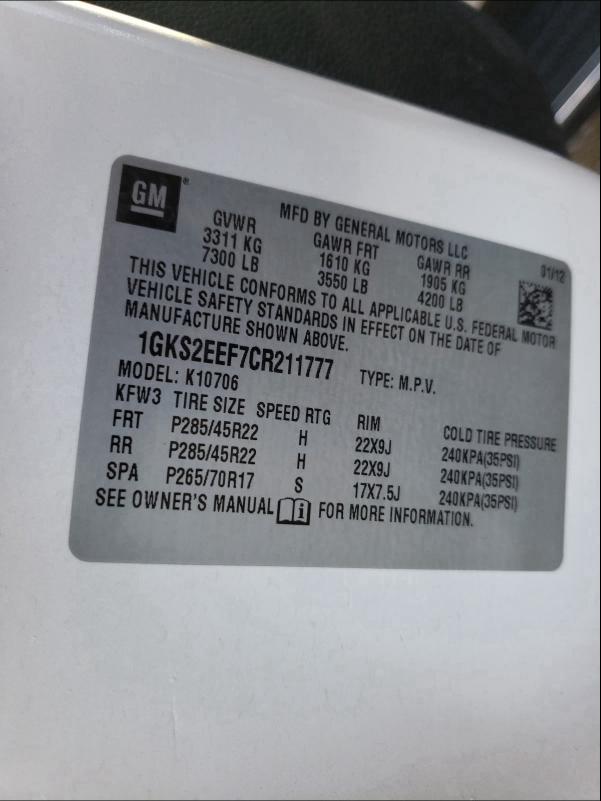 GM®
MFD BY GENERAL MOTORS LLC 01/12
GVWR GAWR FRT GAWR RR
3311 KG 1610 KG 1905 KG
7300 LB 3550 LB 4200 LB
THIS VEHICLE CONFORMS TO ALL APPLICABLE U.S. FEDERAL MOTOR
VEHICLE SAFETY STANDARDS IN EFFECT ON THE DATE OF
MANUFACTURE SHOWN ABOVE.
1GKS2EEF7CR211777 TYPE: M.P.V.
MODEL: K10706
KFW3 TIRE SIZE SPEED RTG RIM COLD TIRE PRESSURE
FRT P285/45R22 H 22X9J 240KPA(35PSI)
RR P285/45R22 H 22X9J 240KPA(35PSI)
SPA P265/70R17 S 17X7.5J 240KPA(35PSI)
SEE OWNER'S MANUAL i FOR MORE INFORMATION.